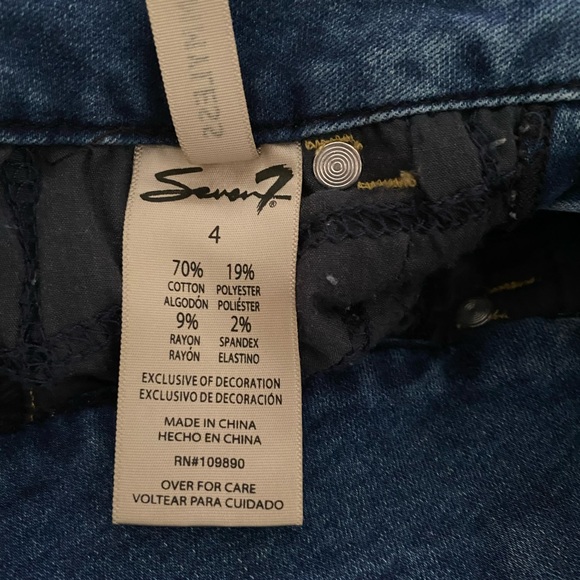 Seven7
4
70% 19%
COTTON POLYESTER
ALGODÓN POLIÉSTER
9% 2%
RAYON SPANDEX
RAYÓN ELASTINO
EXCLUSIVE OF DECORATION
EXCLUSIVO DE DECORACIÓN
MADE IN CHINA
HECHO EN CHINA
RN#109890
OVER FOR CARE
VOLTEAR PARA CUIDADO